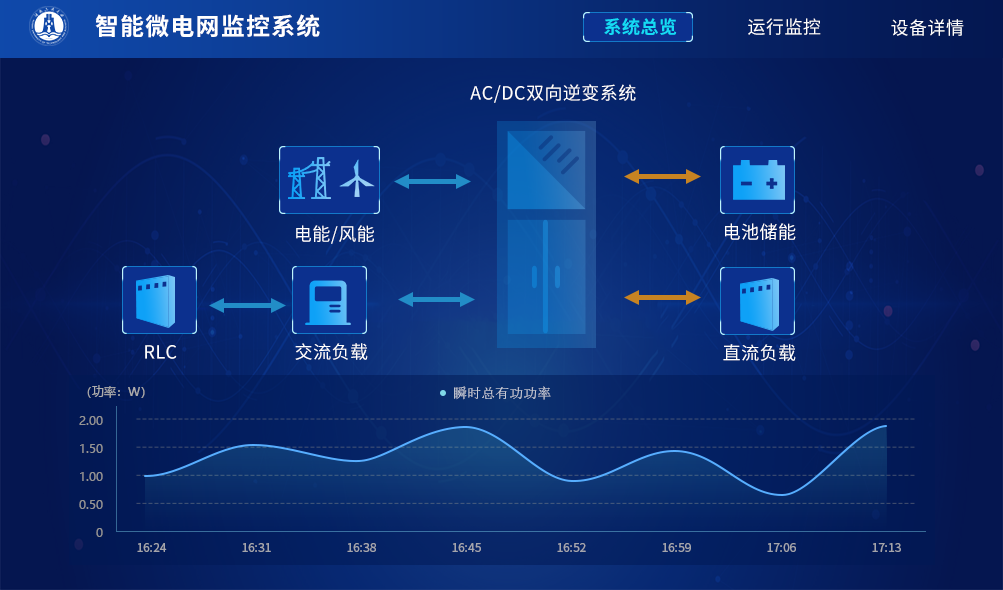 智能微电网监控系统
系统总览
运行监控
设备详情
AC/DC双向逆变系统
电能/风能
电池储能
RLC
交流负载
直流负载
(功率：W)
瞬时总有功功率
2.00
1.50
1.00
0.50
0
16:24
16:31
16:38
16:45
16:52
16:59
17:06
17:13